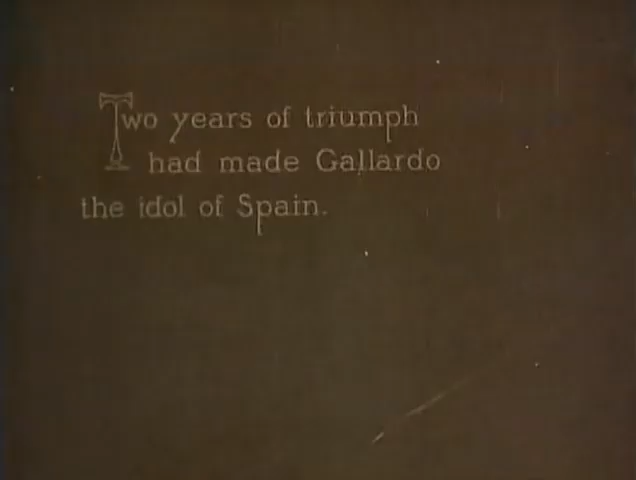 Two years of triumph
had made Gallardo
the idol of Spain.